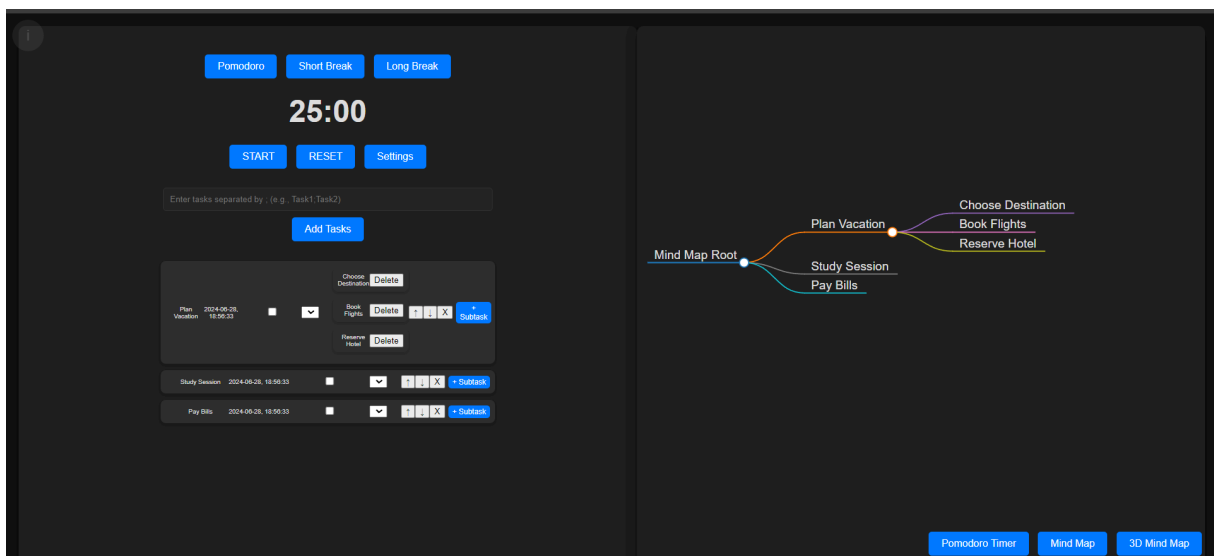 i
Pomodoro Short Break Long Break
25:00
START RESET Settings
Enter tasks separated by ; (e.g., Task1;Task2)
Add Tasks
Plan Vacation 2024-06-28, 18:56:33
Choose Destination Delete
Book Flights Delete
Reserve Hotel Delete
↑ ↓ X + Subtask
Study Session 2024-06-28, 18:56:33 ↑ ↓ X + Subtask
Pay Bills 2024-06-28, 18:56:33 ↑ ↓ X + Subtask
Mind Map Root
Plan Vacation
Choose Destination
Book Flights
Reserve Hotel
Study Session
Pay Bills
Pomodoro Timer Mind Map 3D Mind Map